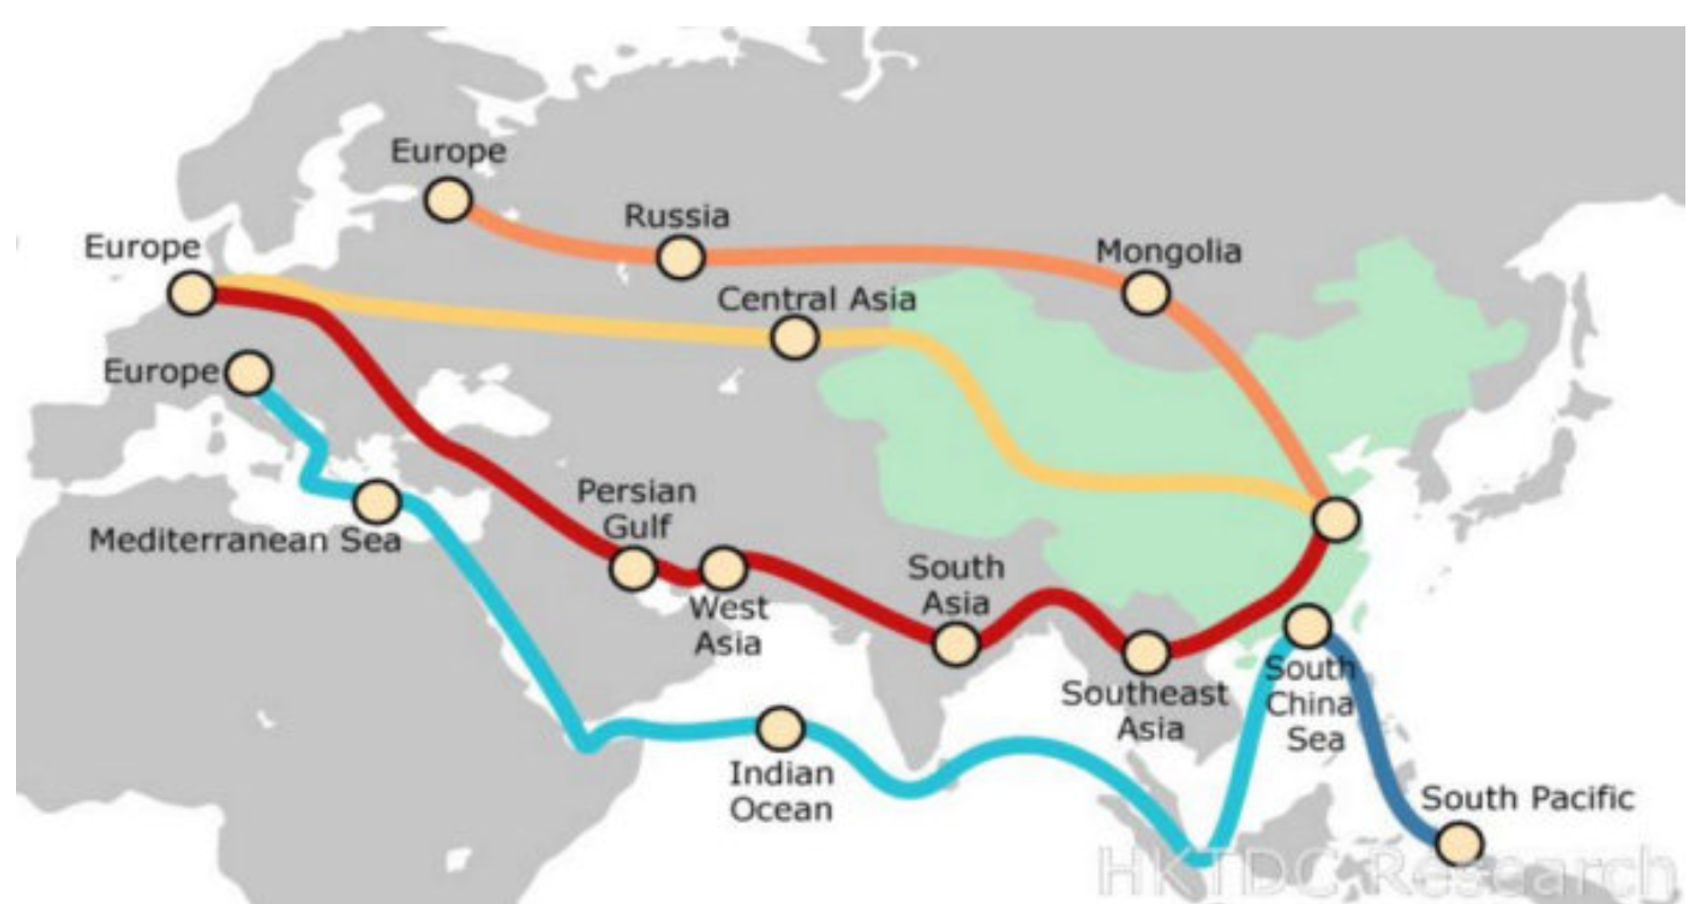 Europe
Russia
Europe
Mongolia
Central Asia
Europe
Persian
Gulf
Mediterranean Sea
South
Asia
West
Asia
South
China
Sea
Southeast
Asia
Indian
Ocean
South Pacific
HKTDC Research